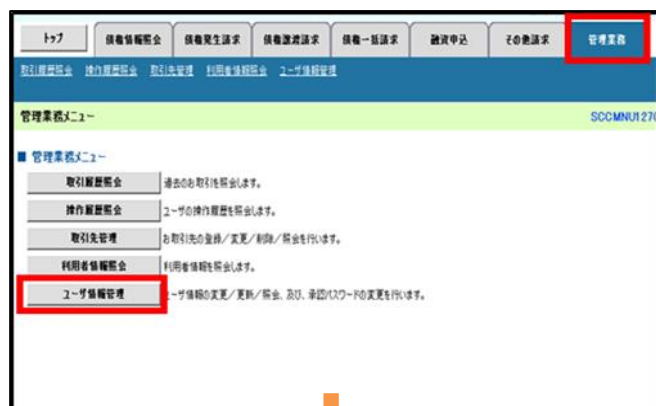 トップ 債権情報照会 債権発生請求 債権譲渡請求 債権一括請求 融資申込 その他請求 管理業務
取引履歴照会 操作履歴照会 取引先管理 利用者情報照会 ユーザ情報管理
管理業務メニュー SCCMNU1270
■ 管理業務メニュー
取引履歴照会 過去のお取引を照会します。
操作履歴照会 ユーザの操作履歴を照会します。
取引先管理 お取引先の登録/変更/削除/照会を行います。
利用者情報照会 利用者情報を照会します。
ユーザ情報管理 ユーザ情報の変更/更新/照会、及び、承認パスワードの変更を行います。